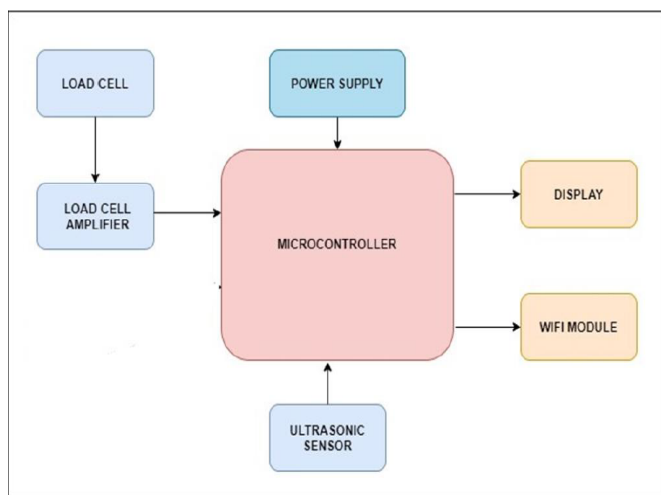 LOAD CELL
POWER SUPPLY
LOAD CELL
AMPLIFIER
MICROCONTROLLER
DISPLAY
WIFI MODULE
ULTRASONIC
SENSOR